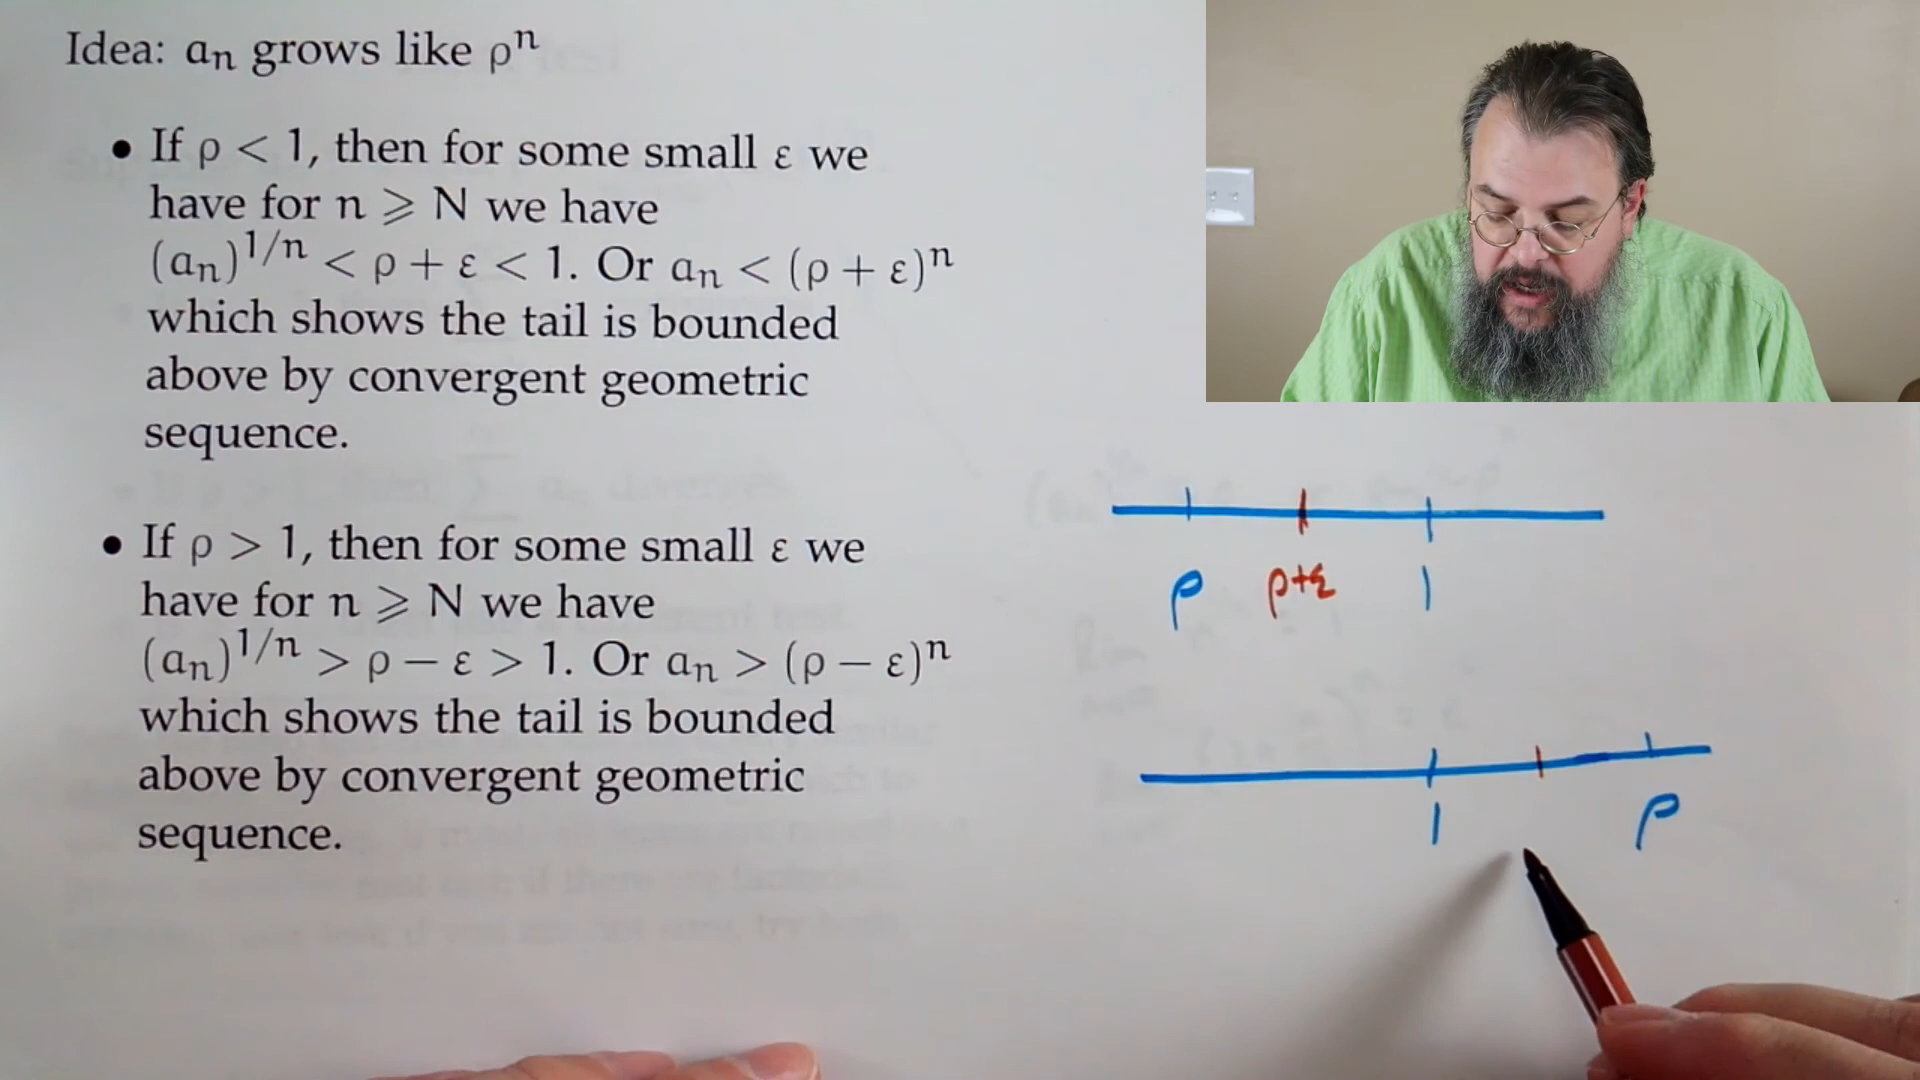 Idea: aₙ grows like ρⁿ
• If ρ < 1, then for some small ε we
have for n ⩾ N we have
(aₙ)^1/n < ρ + ε < 1. Or aₙ < (ρ + ε)ⁿ
which shows the tail is bounded
above by convergent geometric
sequence.
• If ρ > 1, then for some small ε we
have for n ⩾ N we have
(aₙ)^1/n > ρ − ε > 1. Or aₙ > (ρ − ε)ⁿ
which shows the tail is bounded
above by convergent geometric
sequence.
ρ ρ+ε 1
1 ρ